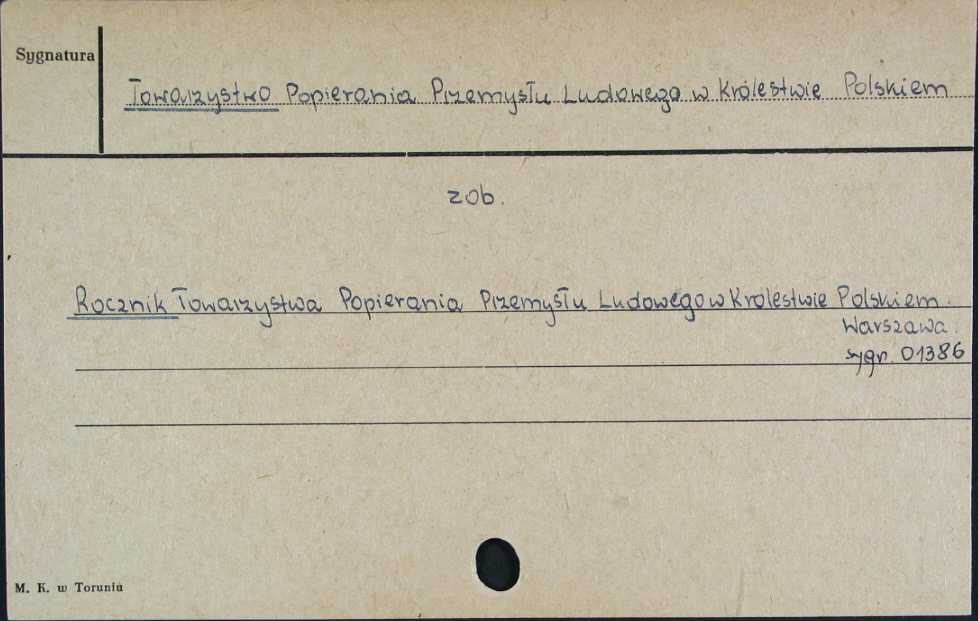 Sygnatura
Towarzystwo Popierania Przemysłu Ludowego w Królestwie Polskiem
zob.
Rocznik Towarzystwa Popierania Przemysłu Ludowego w Królestwie Polskiem.
Warszawa.
sygn. 01386
M. K. w Toruniu